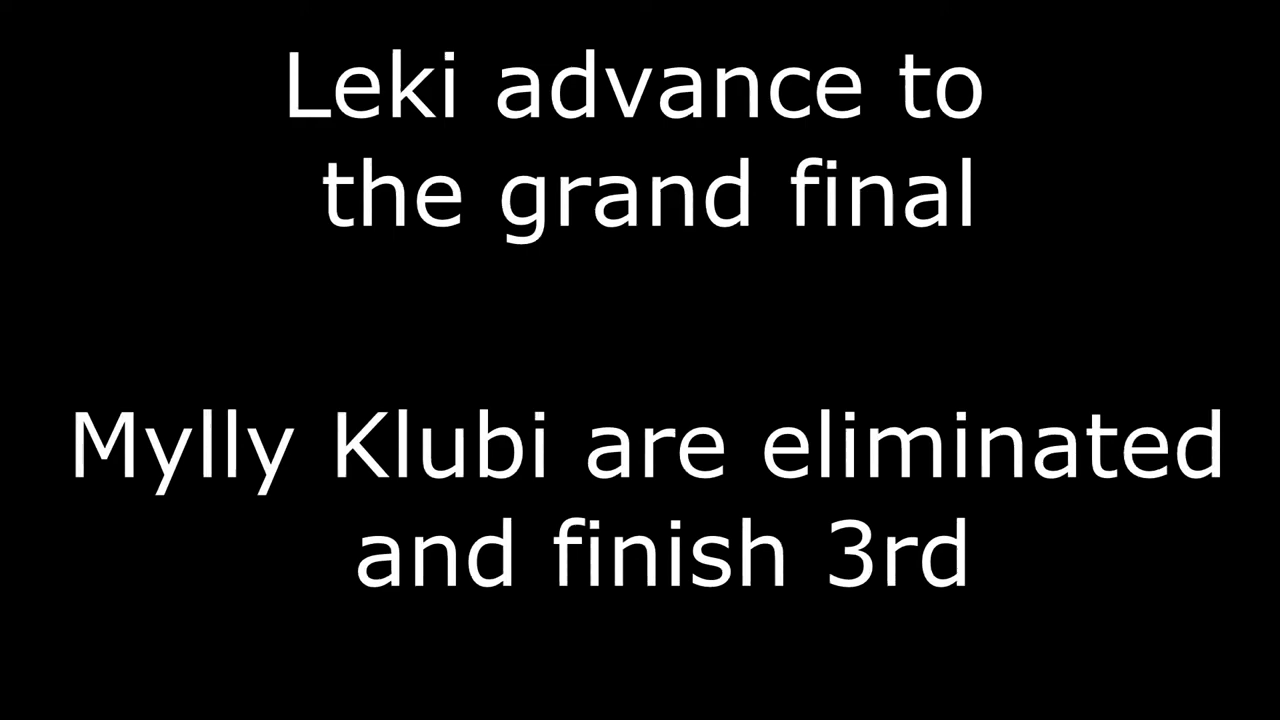 Leki advance to
the grand final
Mylly Klubi are eliminated
and finish 3rd